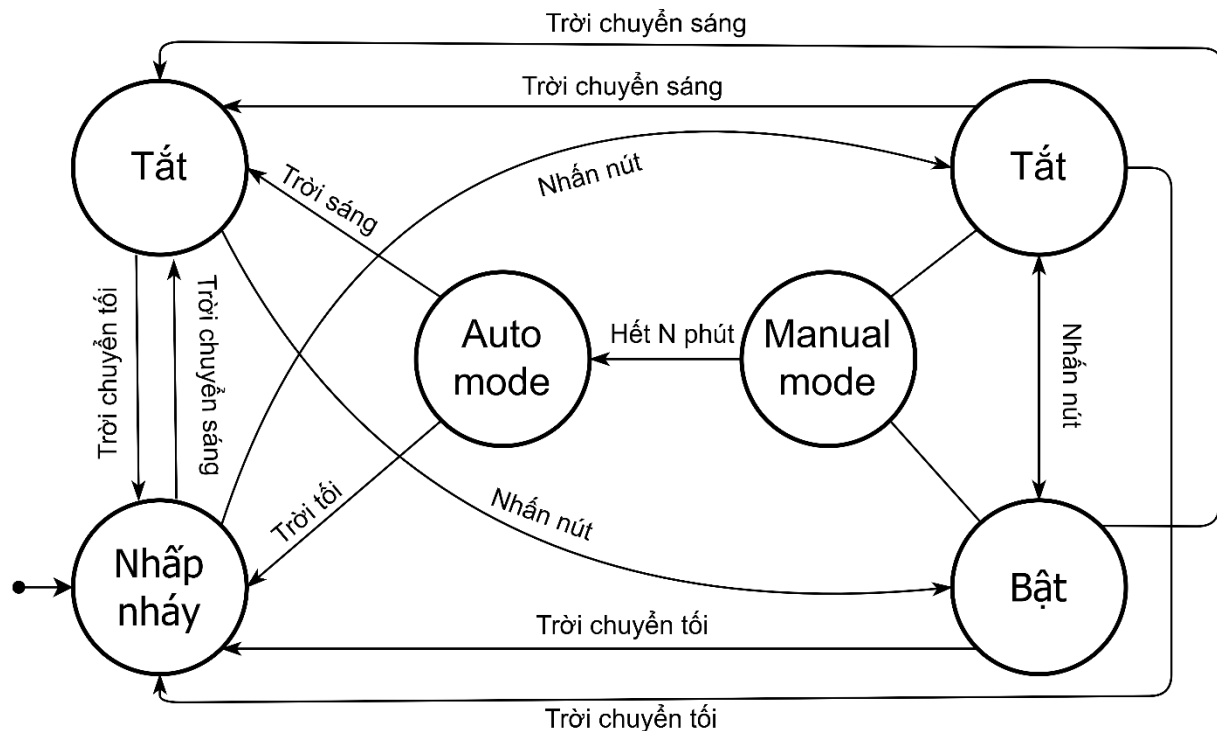 Trời chuyển sáng
Trời chuyển sáng
Tắt
Tắt
Nhấn nút
Trời sáng
Trời chuyển tối
Trời chuyển sáng
Auto
mode
Hết N phút
Manual
mode
Nhấn nút
Trời tối
Nhấn nút
Nhấp
nháy
Bật
Trời chuyển tối
Trời chuyển tối